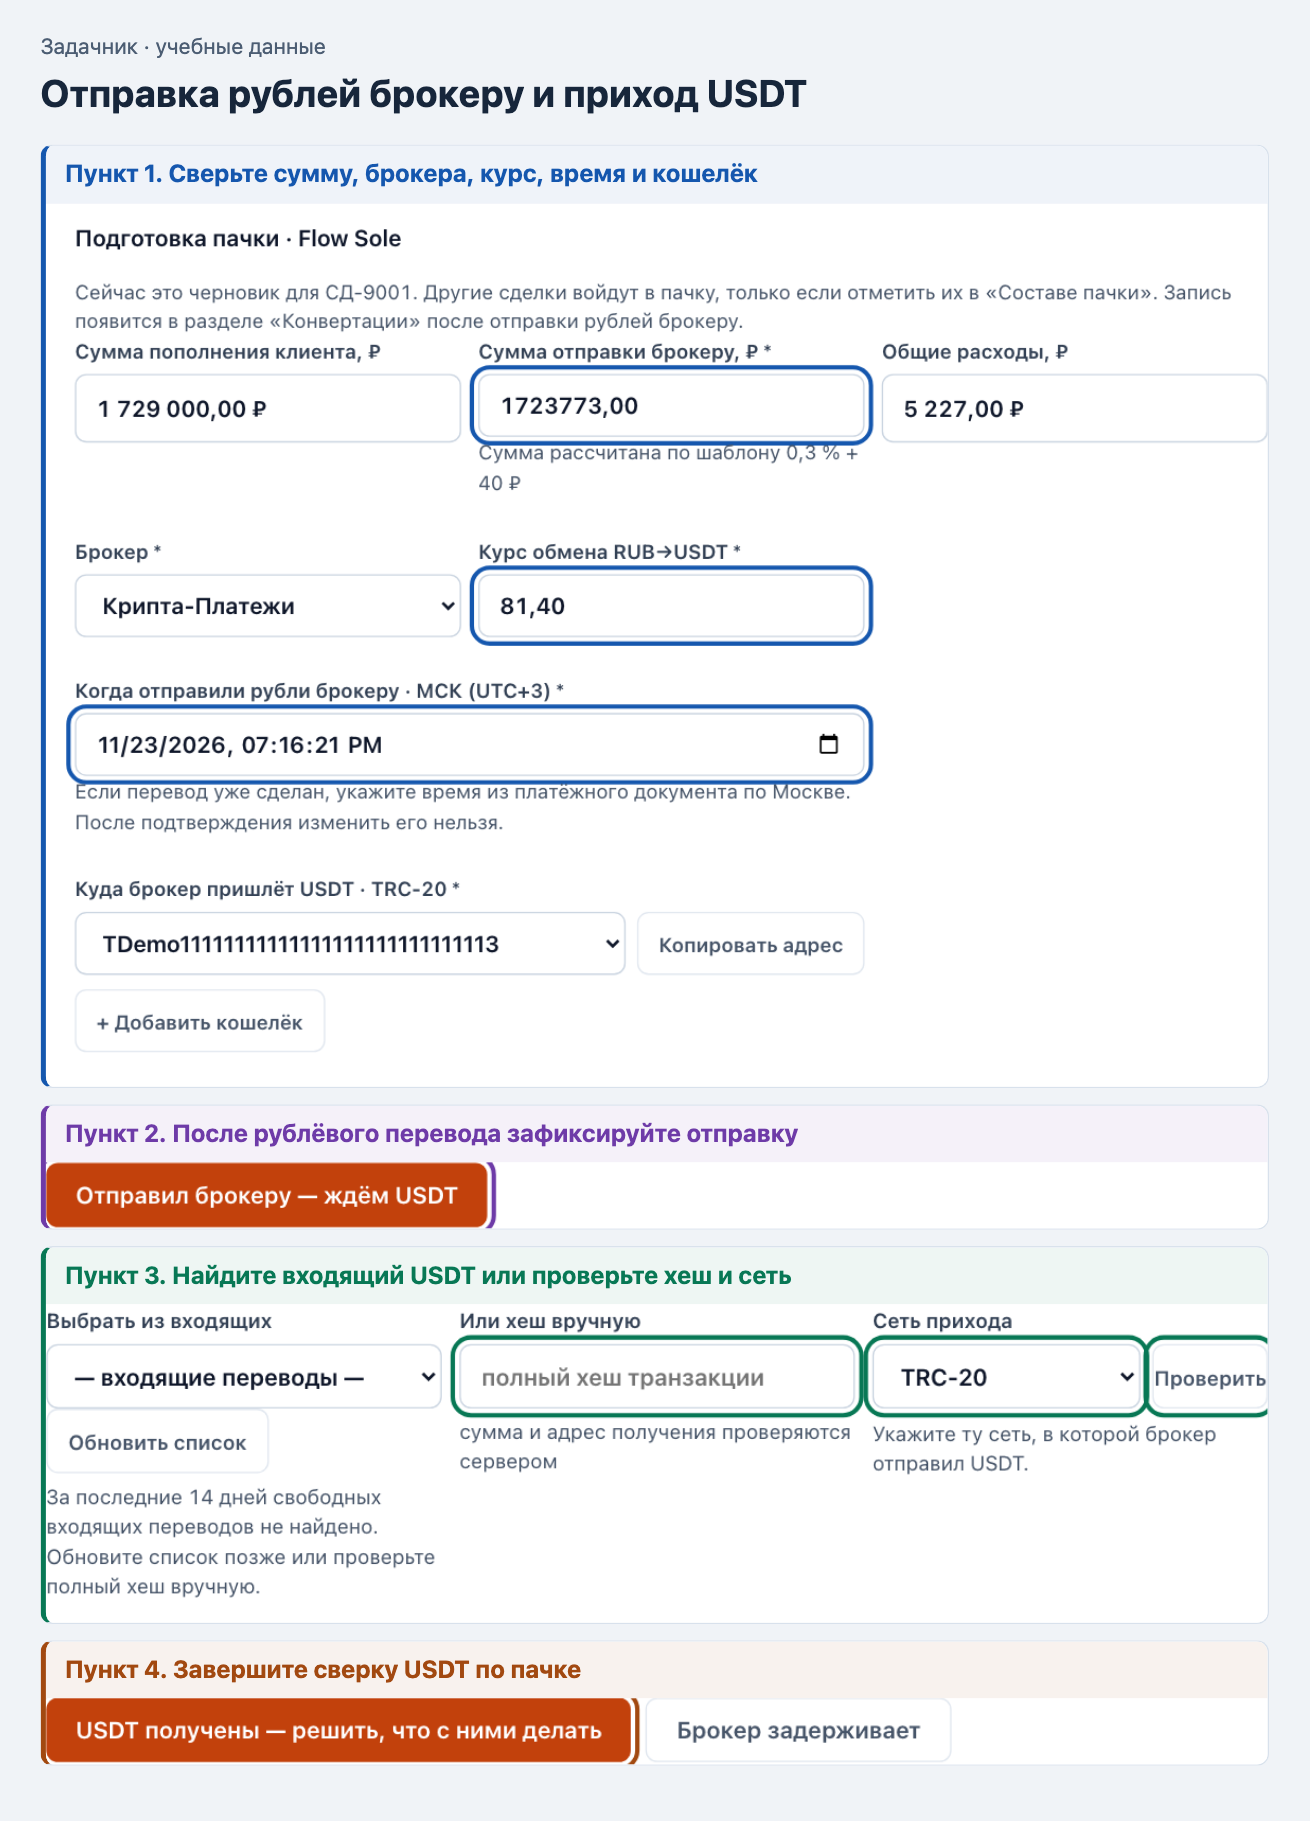 Задачник · учебные данные
Отправка рублей брокеру и приход USDT
Пункт 1. Сверьте сумму, брокера, курс, время и кошелёк
Подготовка пачки · Flow Sole
Сейчас это черновик для СД-9001. Другие сделки войдут в пачку, только если отметить их в «Составе пачки». Запись
появится в разделе «Конвертации» после отправки рублей брокеру.
Сумма пополнения клиента, ₽
1 729 000,00 ₽
Сумма отправки брокеру, ₽ *
1723773,00
Сумма рассчитана по шаблону 0,3 % +
40 ₽
Общие расходы, ₽
5 227,00 ₽
Брокер *
Крипта-Платежи
Курс обмена RUB→USDT *
81,40
Когда отправили рубли брокеру · МСК (UTC+3) *
11/23/2026, 07:16:21 PM
Если перевод уже сделан, укажите время из платёжного документа по Москве.
После подтверждения изменить его нельзя.
Куда брокер пришлёт USDT · TRC-20 *
TDemo1111111111111111111111111113
Копировать адрес
+ Добавить кошелёк
Пункт 2. После рублёвого перевода зафиксируйте отправку
Отправил брокеру — ждём USDT
Пункт 3. Найдите входящий USDT или проверьте хеш и сеть
Выбрать из входящих
— входящие переводы —
Обновить список
За последние 14 дней свободных
входящих переводов не найдено.
Обновите список позже или проверьте
полный хеш вручную.
Или хеш вручную
полный хеш транзакции
сумма и адрес получения проверяются
сервером
Сеть прихода
TRC-20
Укажите ту сеть, в которой брокер
отправил USDT.
Проверить
Пункт 4. Завершите сверку USDT по пачке
USDT получены — решить, что с ними делать
Брокер задерживает